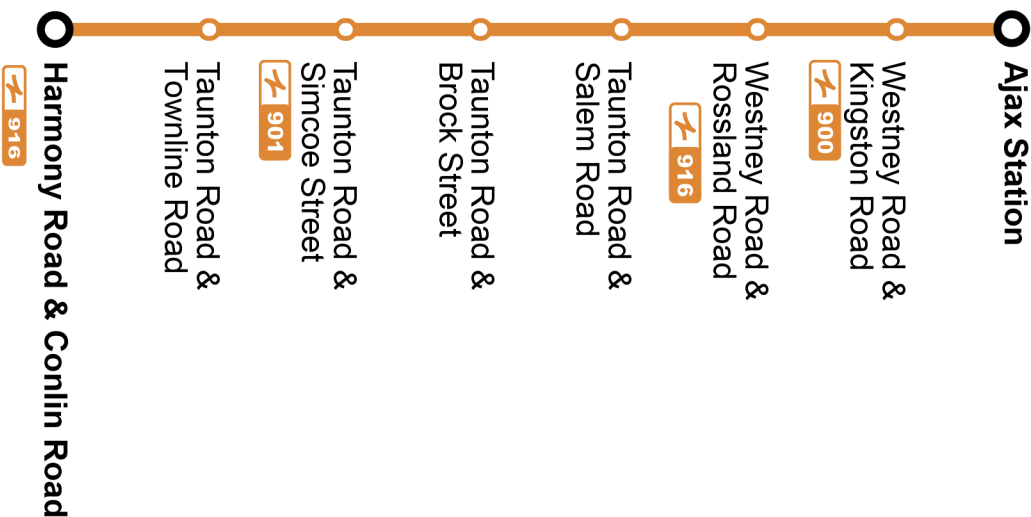 Ajax Station
Westney Road &
Kingston Road
900
Westney Road &
Rossland Road
916
Taunton Road &
Salem Road
Taunton Road &
Brock Street
Taunton Road &
Simcoe Street
901
Taunton Road &
Townline Road
Harmony Road & Conlin Road
916